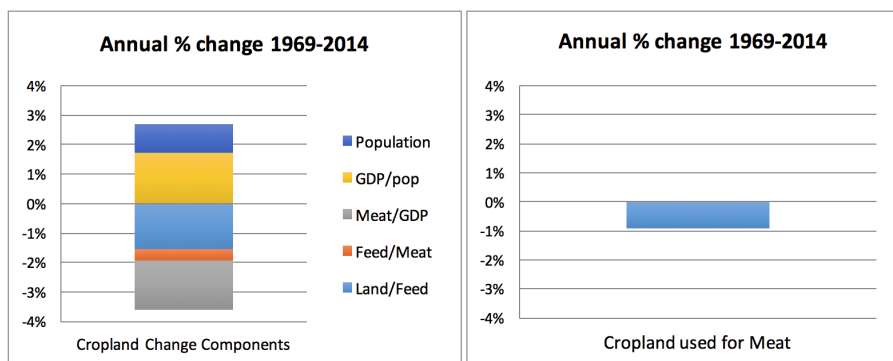 Annual % change 1969-2014
4%
3%
2%
1%
0%
-1%
-2%
-3%
-4%
Cropland Change Components
Population
GDP/pop
Meat/GDP
Feed/Meat
Land/Feed
Annual % change 1969-2014
4%
3%
2%
1%
0%
-1%
-2%
-3%
-4%
Cropland used for Meat